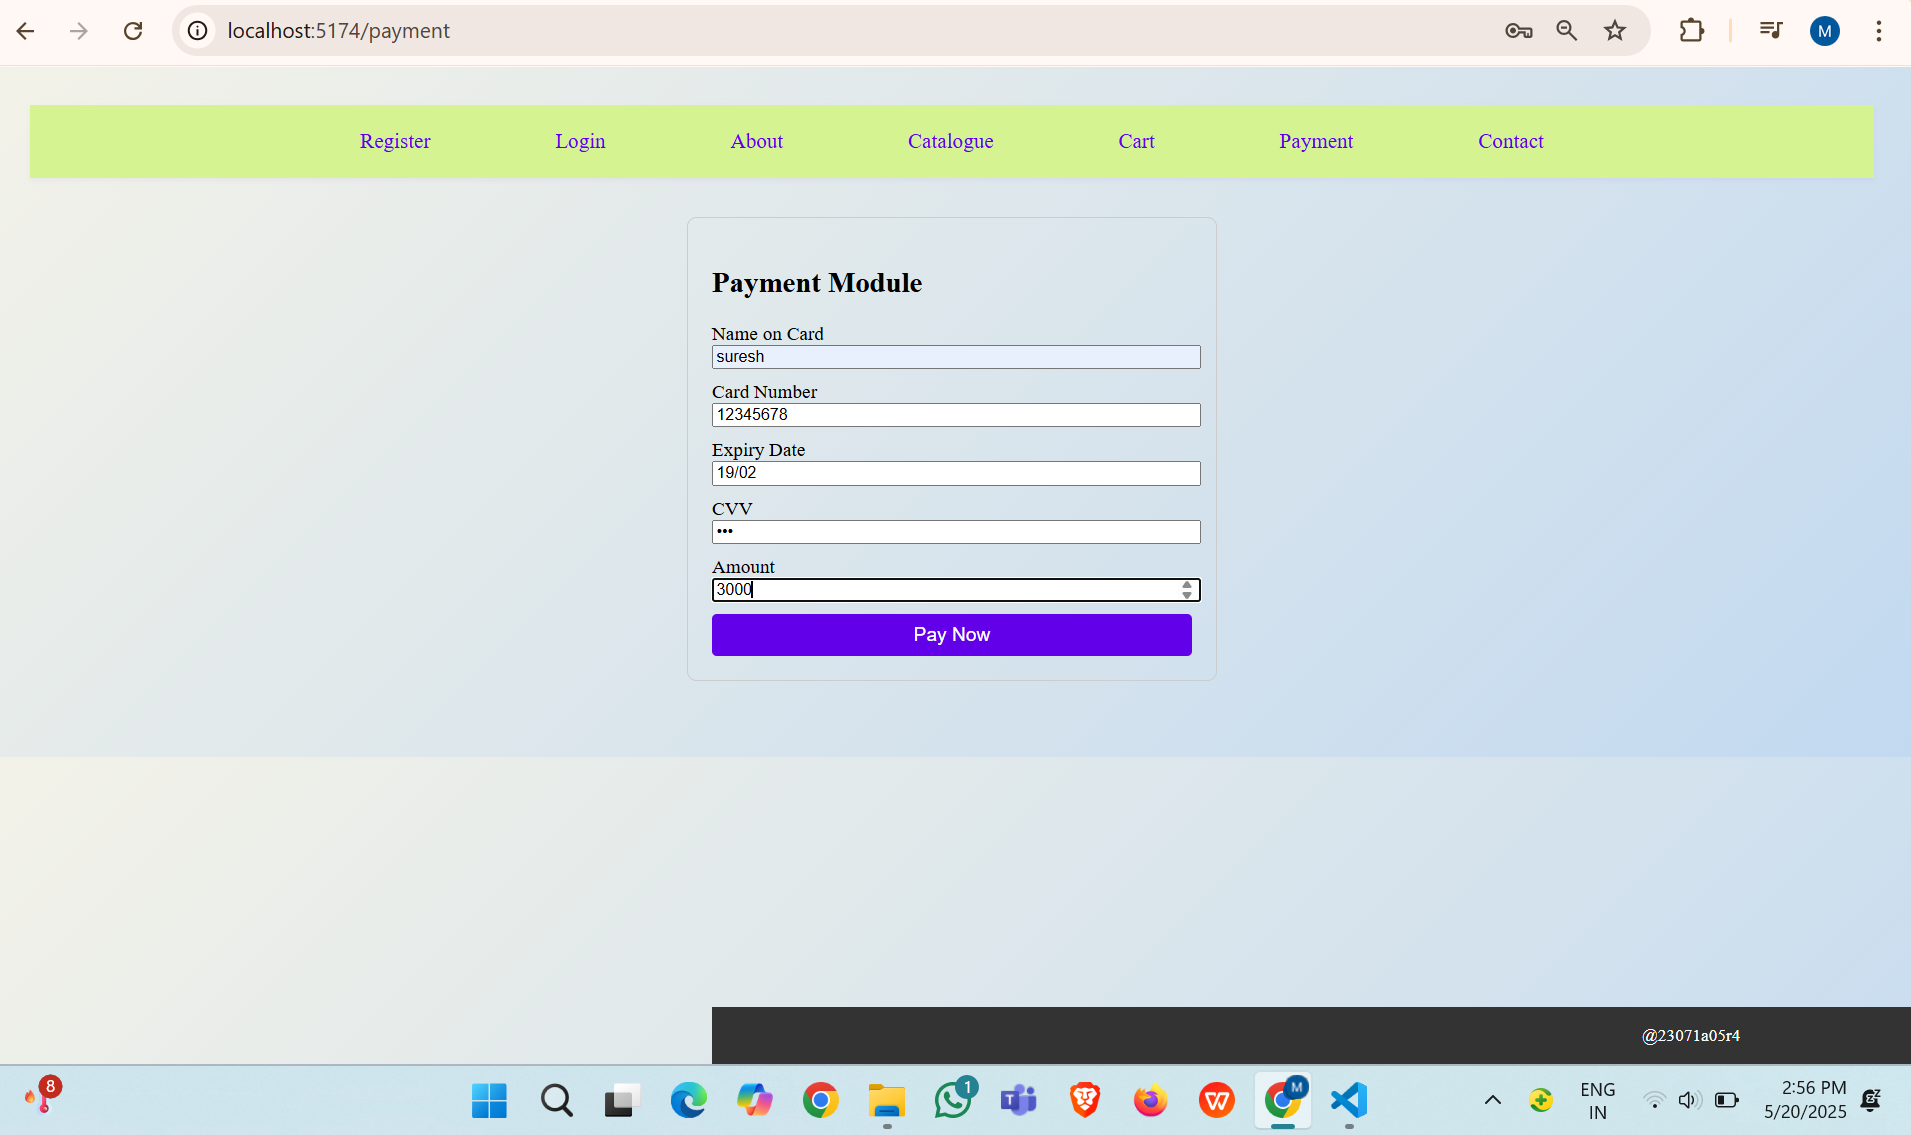 localhost:5174/payment
M
Register Login About Catalogue Cart Payment Contact
Payment Module
Name on Card
suresh
Card Number
12345678
Expiry Date
19/02
CVV
•••
Amount
3000
Pay Now
@23071a05r4
8
1
T
W
M
ENG
IN
2:56 PM
5/20/2025